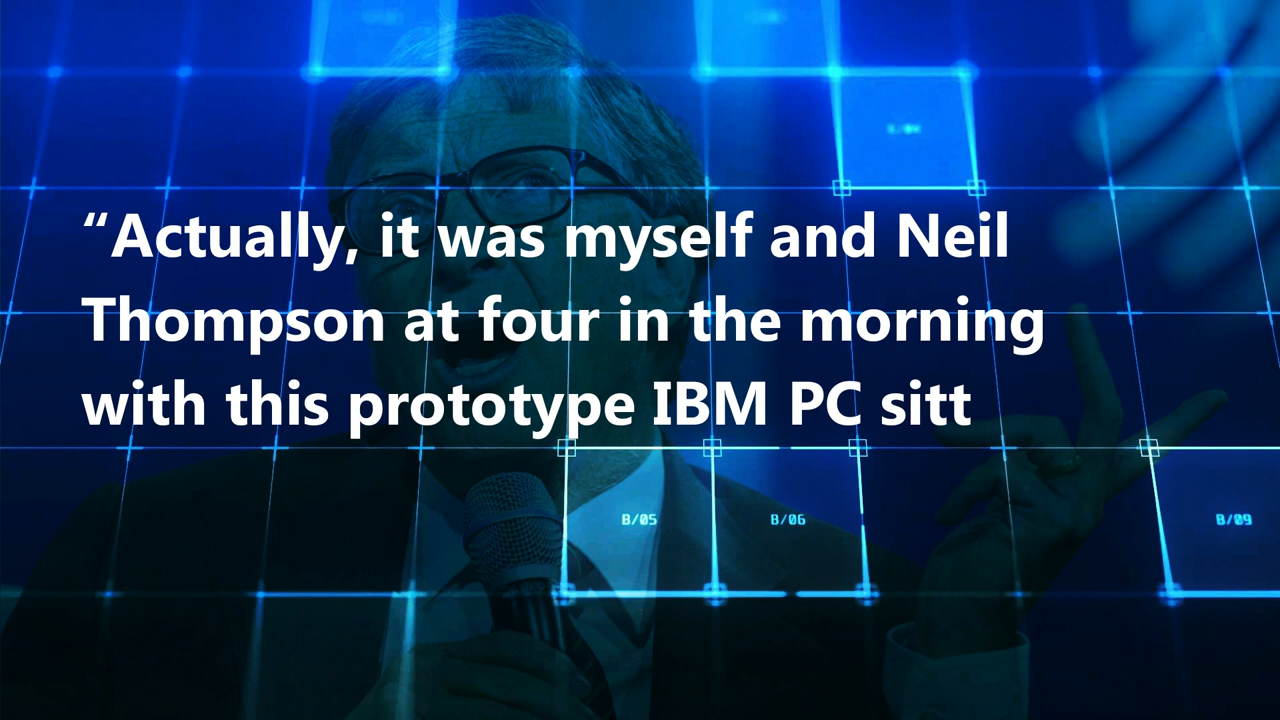 “Actually, it was myself and Neil
Thompson at four in the morning
with this prototype IBM PC sitt
B/05
B/06
B/09